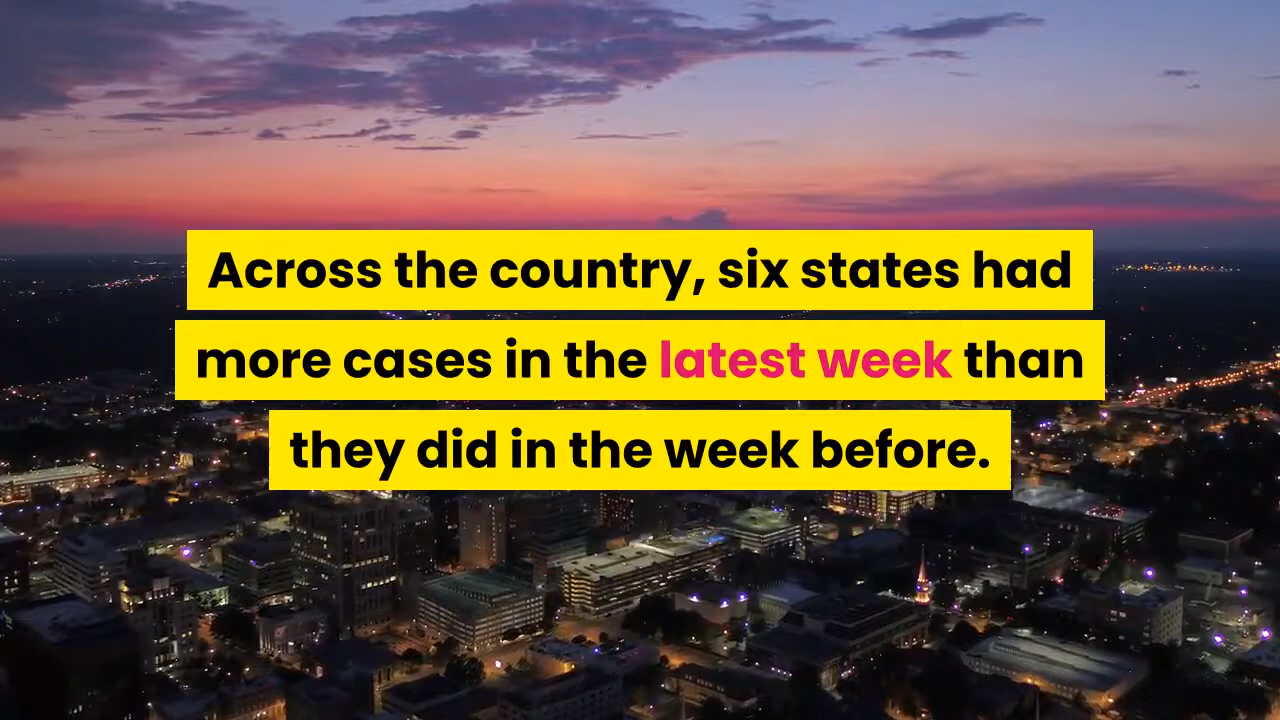 Across the country, six states had
more cases in the latest week than
they did in the week before.